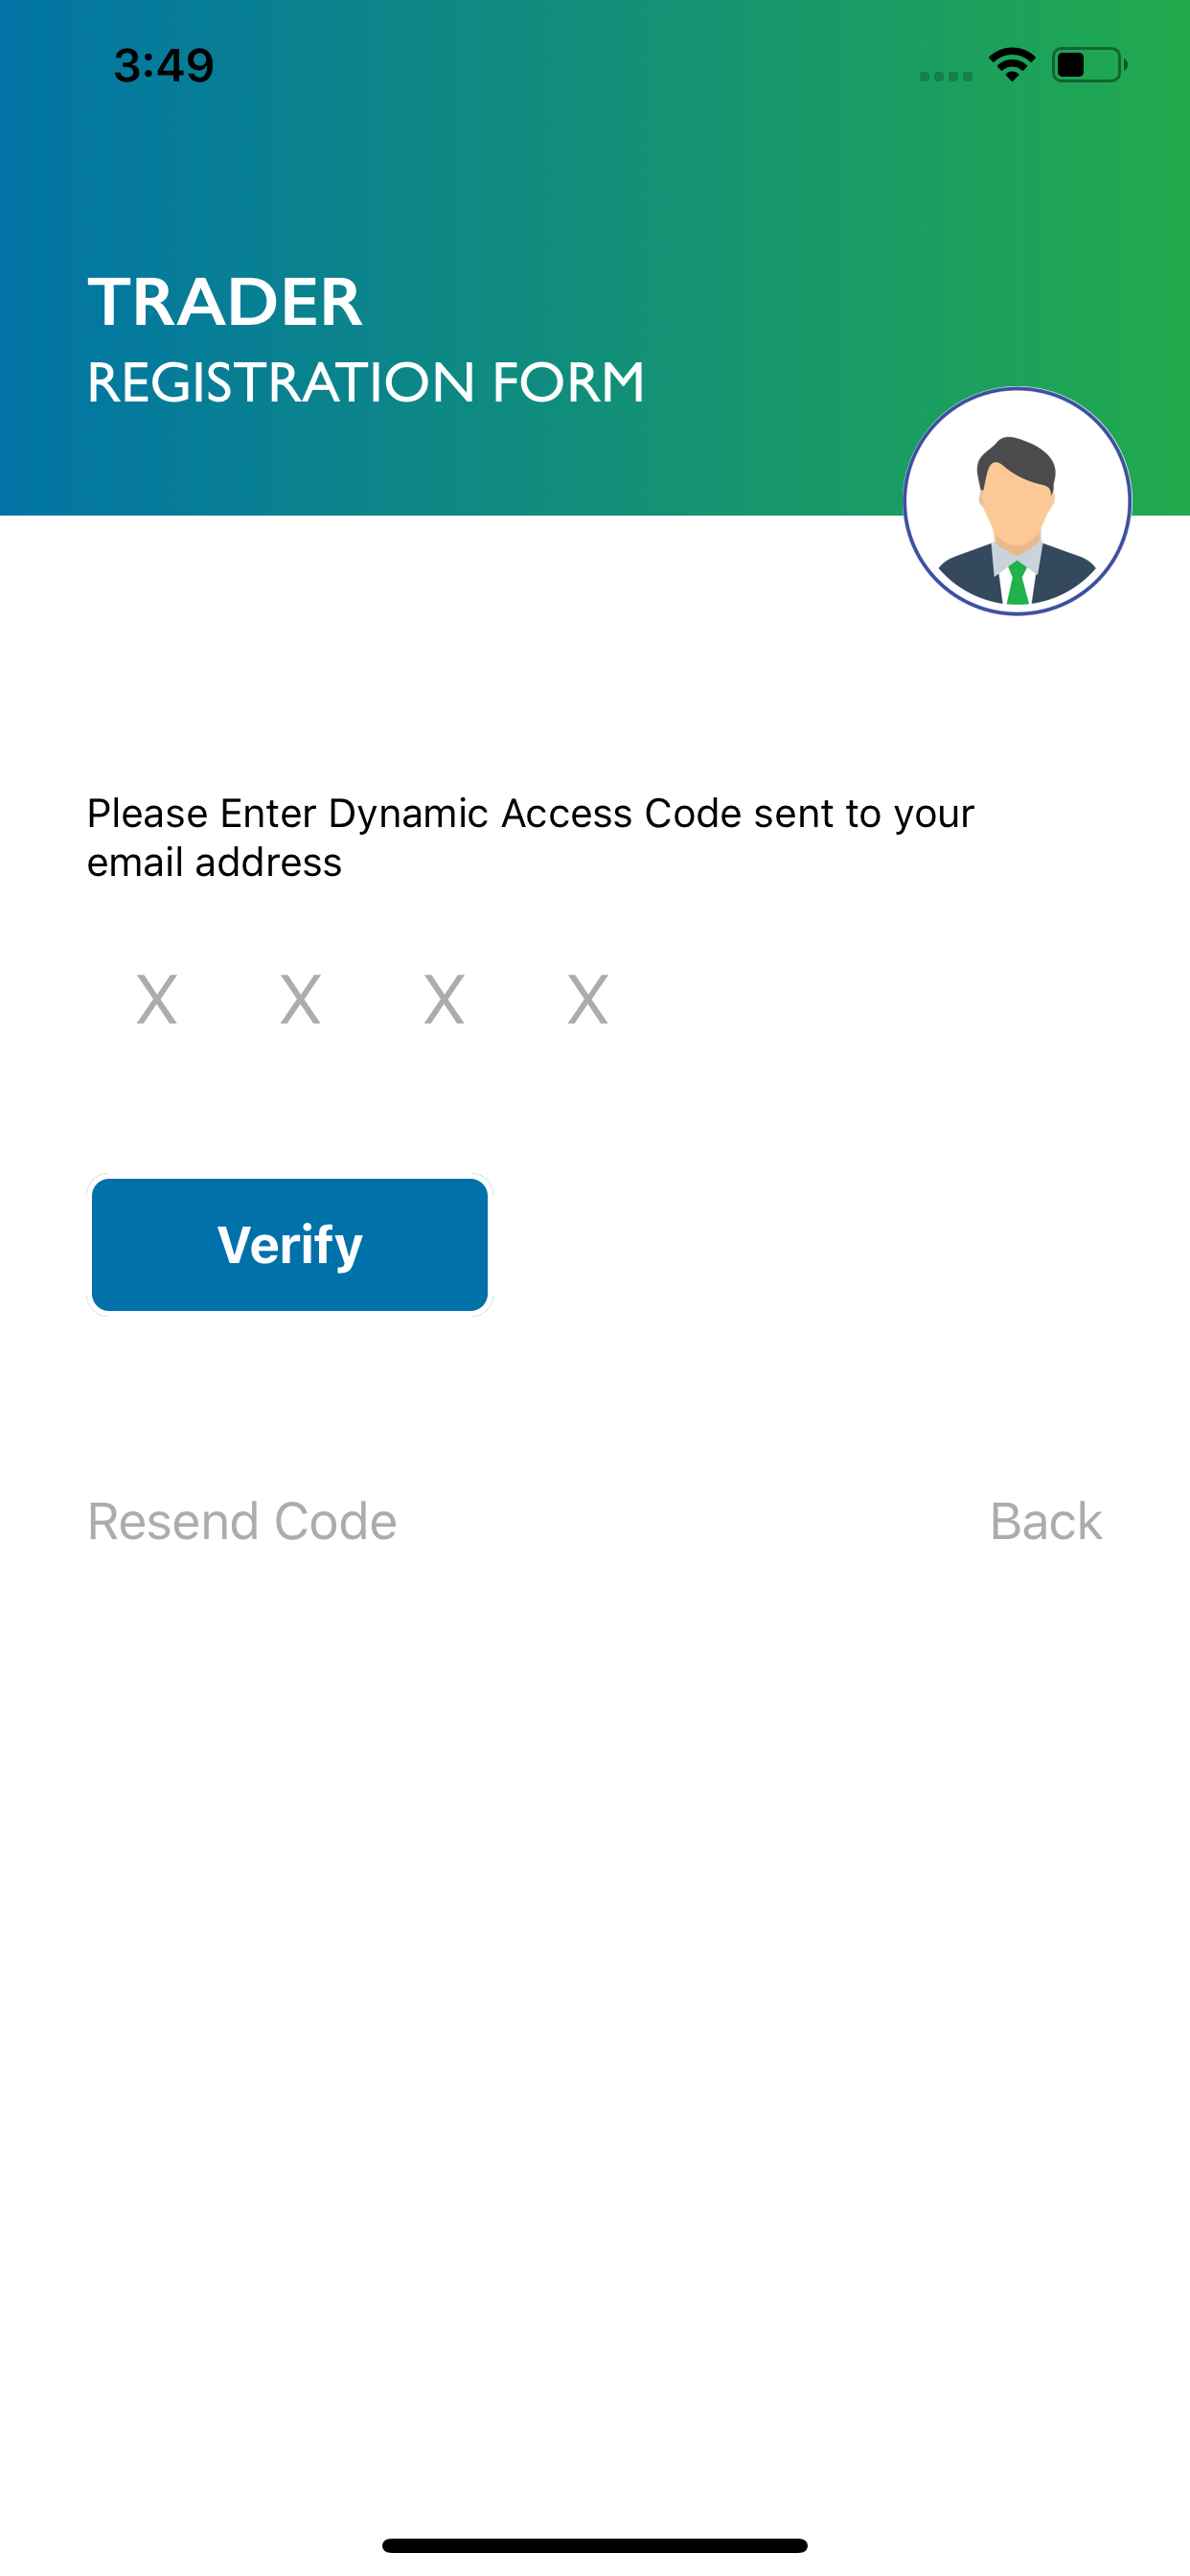 3:49
TRADER
REGISTRATION FORM
Please Enter Dynamic Access Code sent to your
email address
X X X X
Verify
Resend Code Back